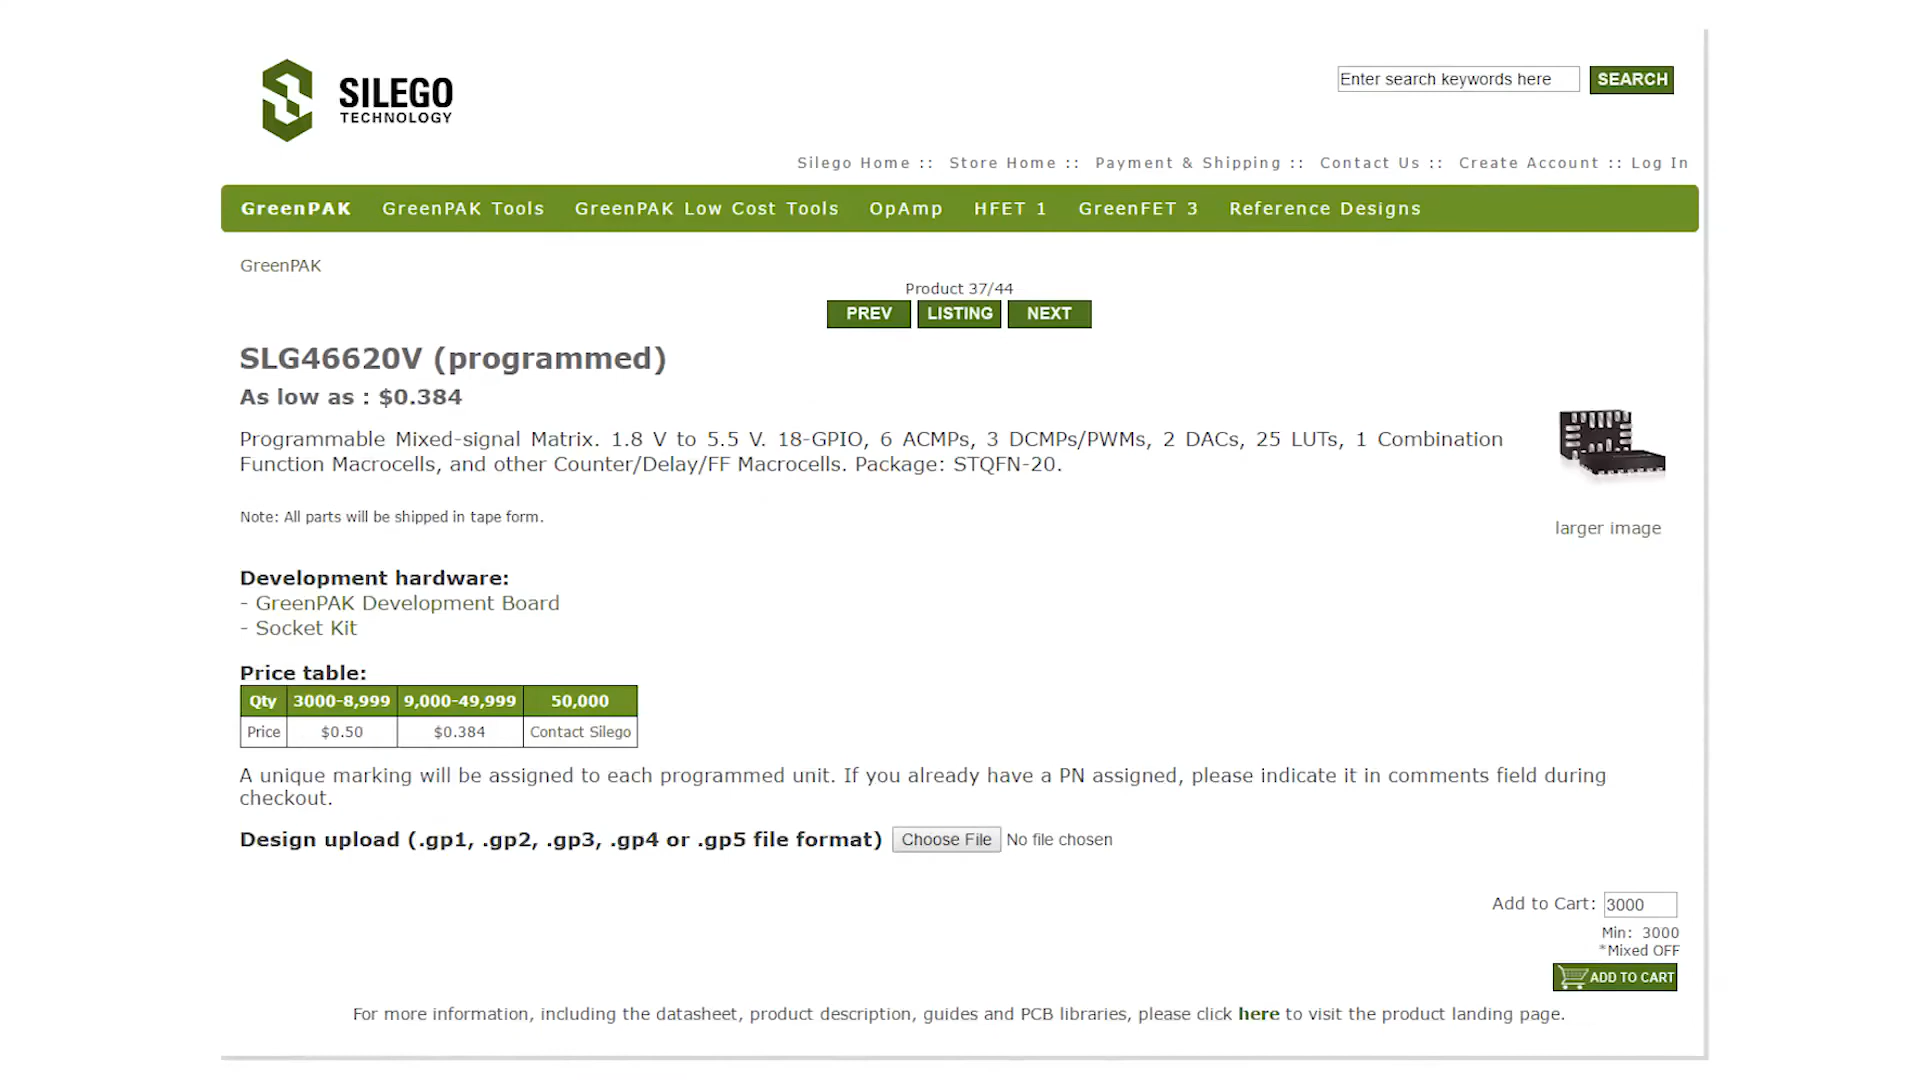 SILEGO
TECHNOLOGY
Enter search keywords here
SEARCH
Silego Home :: Store Home :: Payment & Shipping :: Contact Us :: Create Account :: Log In
GreenPAK GreenPAK Tools GreenPAK Low Cost Tools OpAmp HFET 1 GreenFET 3 Reference Designs
GreenPAK
Product 37/44
PREV LISTING NEXT
SLG46620V (programmed)
As low as : $0.384
Programmable Mixed-signal Matrix. 1.8 V to 5.5 V. 18-GPIO, 6 ACMPs, 3 DCMPs/PWMs, 2 DACs, 25 LUTs, 1 Combination
Function Macrocells, and other Counter/Delay/FF Macrocells. Package: STQFN-20.
Note: All parts will be shipped in tape form.
larger image
Development hardware:
- GreenPAK Development Board
- Socket Kit
Price table:
Qty 3000-8,999 9,000-49,999 50,000
Price $0.50 $0.384 Contact Silego
A unique marking will be assigned to each programmed unit. If you already have a PN assigned, please indicate it in comments field during
checkout.
Design upload (.gp1, .gp2, .gp3, .gp4 or .gp5 file format) Choose File No file chosen
Add to Cart: 3000
Min: 3000
*Mixed OFF
ADD TO CART
For more information, including the datasheet, product description, guides and PCB libraries, please click here to visit the product landing page.